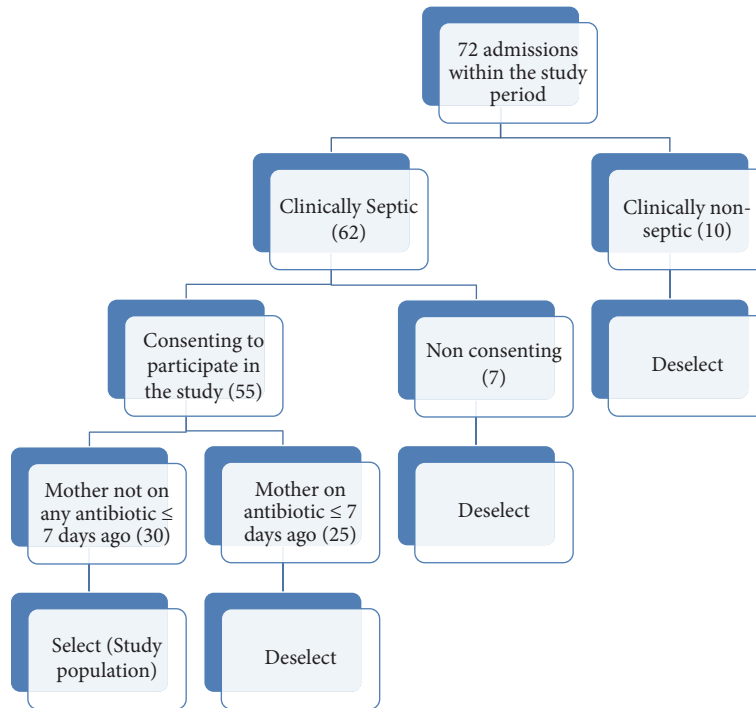 72 admissions
within the study
period
Clinically Septic
(62)
Clinically non-
septic (10)
Consenting to
participate in
the study (55)
Non consenting
(7)
Deselect
Mother not on
any antibiotic ≤
7 days ago (30)
Mother on
antibiotic ≤ 7
days ago (25)
Deselect
Select (Study
population)
Deselect